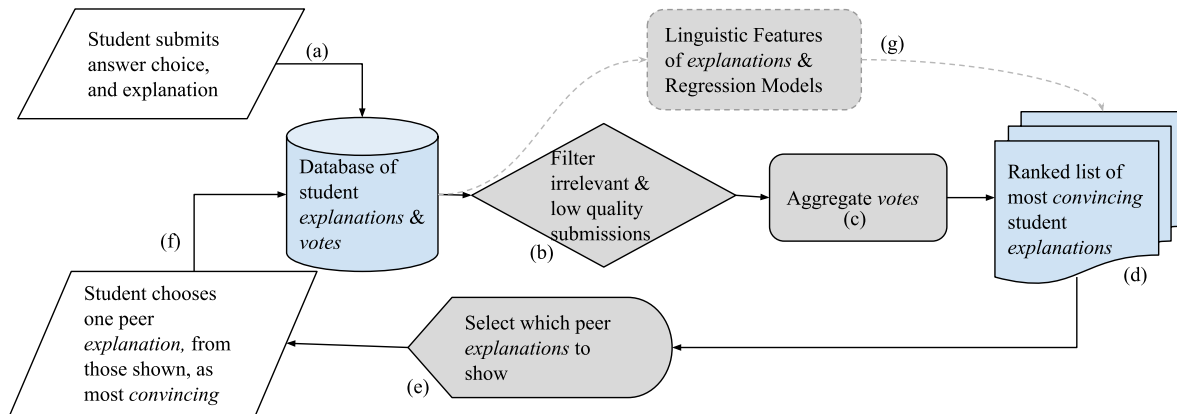 Student submits
answer choice,
and explanation
(a)
Linguistic Features
of explanations &
Regression Models
(g)
Database of
student
explanations &
votes
Filter
irrelevant &
low quality
submissions
(b)
Aggregate votes
(c)
Ranked list of
most convincing
student
explanations
(d)
Select which peer
explanations to
show
(e)
Student chooses
one peer
explanation, from
those shown, as
most convincing
(f)